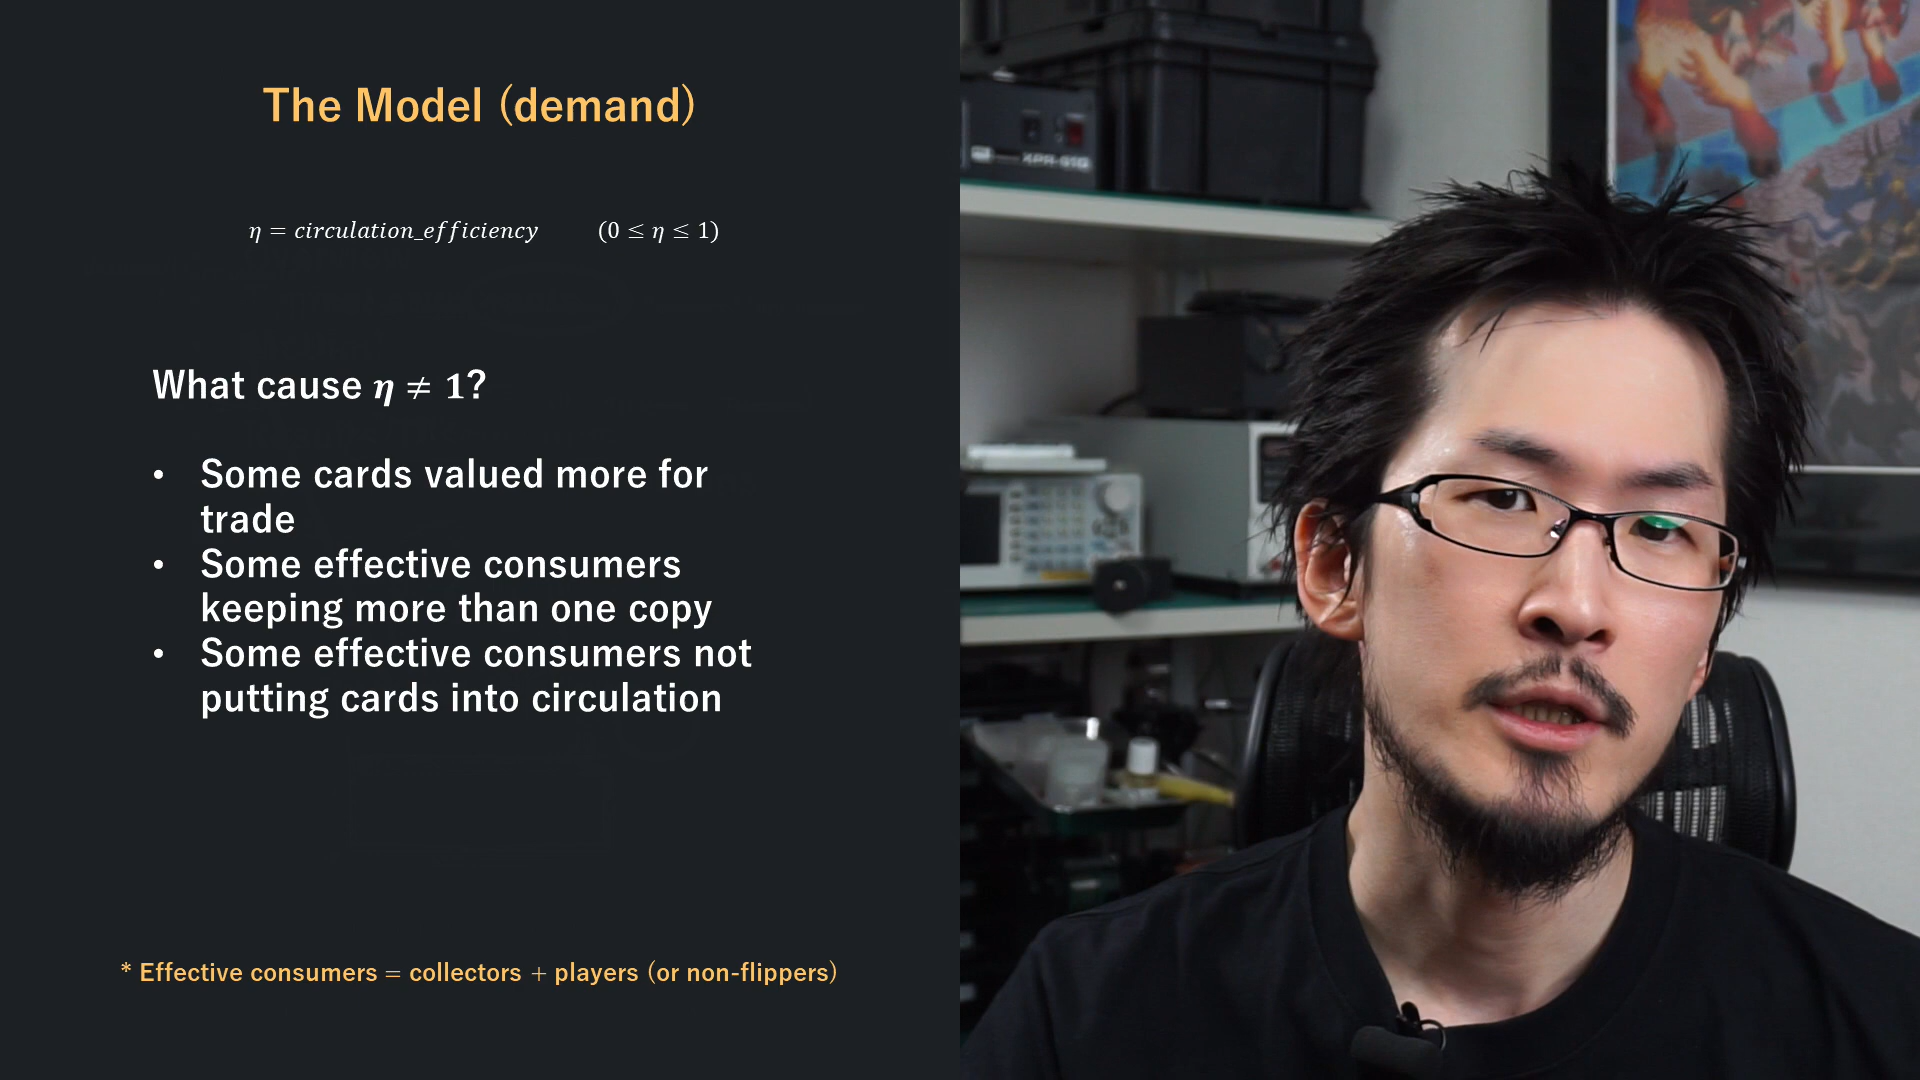 The Model (demand)
η = circulation_efficiency (0 ≤ η ≤ 1)
What cause η ≠ 1?
• Some cards valued more for
trade
• Some effective consumers
keeping more than one copy
• Some effective consumers not
putting cards into circulation
* Effective consumers = collectors + players (or non-flippers)